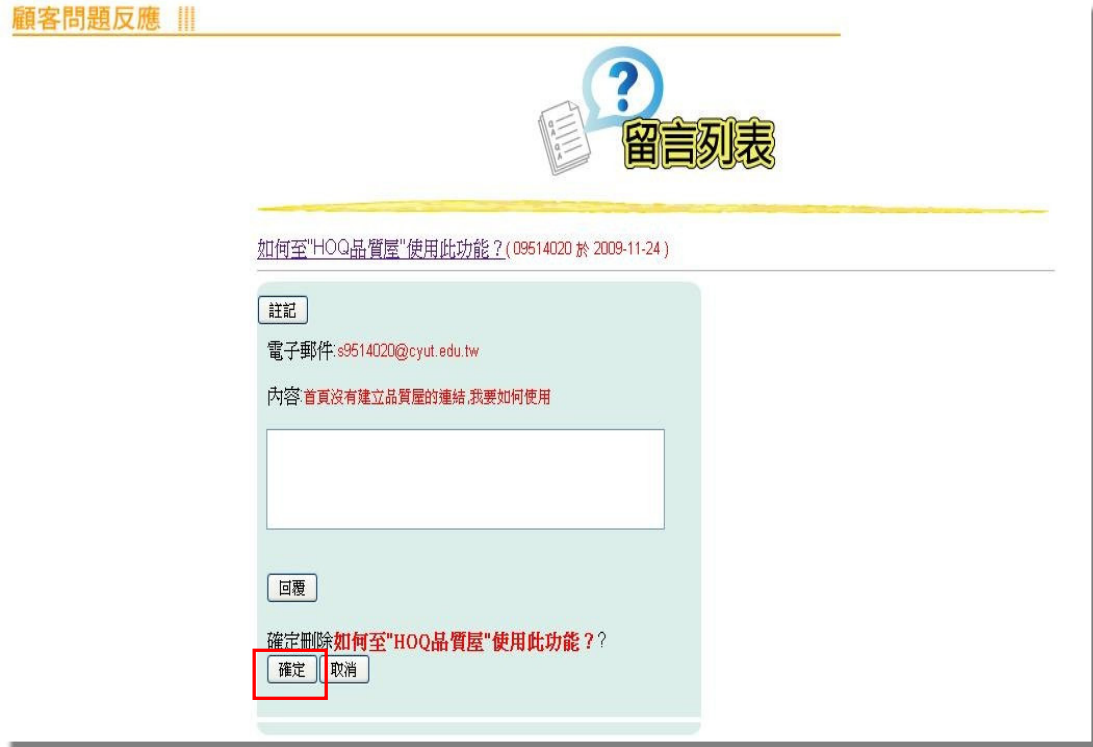 顧客問題反應
?
留言列表
如何至"HOQ品質屋"使用此功能？( 09514020 於 2009-11-24 )
註記
電子郵件:s9514020@cyut.edu.tw
內容:首頁沒有建立品質屋的連結,我要如何使用
回覆
確定刪除如何至"HOQ品質屋"使用此功能？?
確定 取消